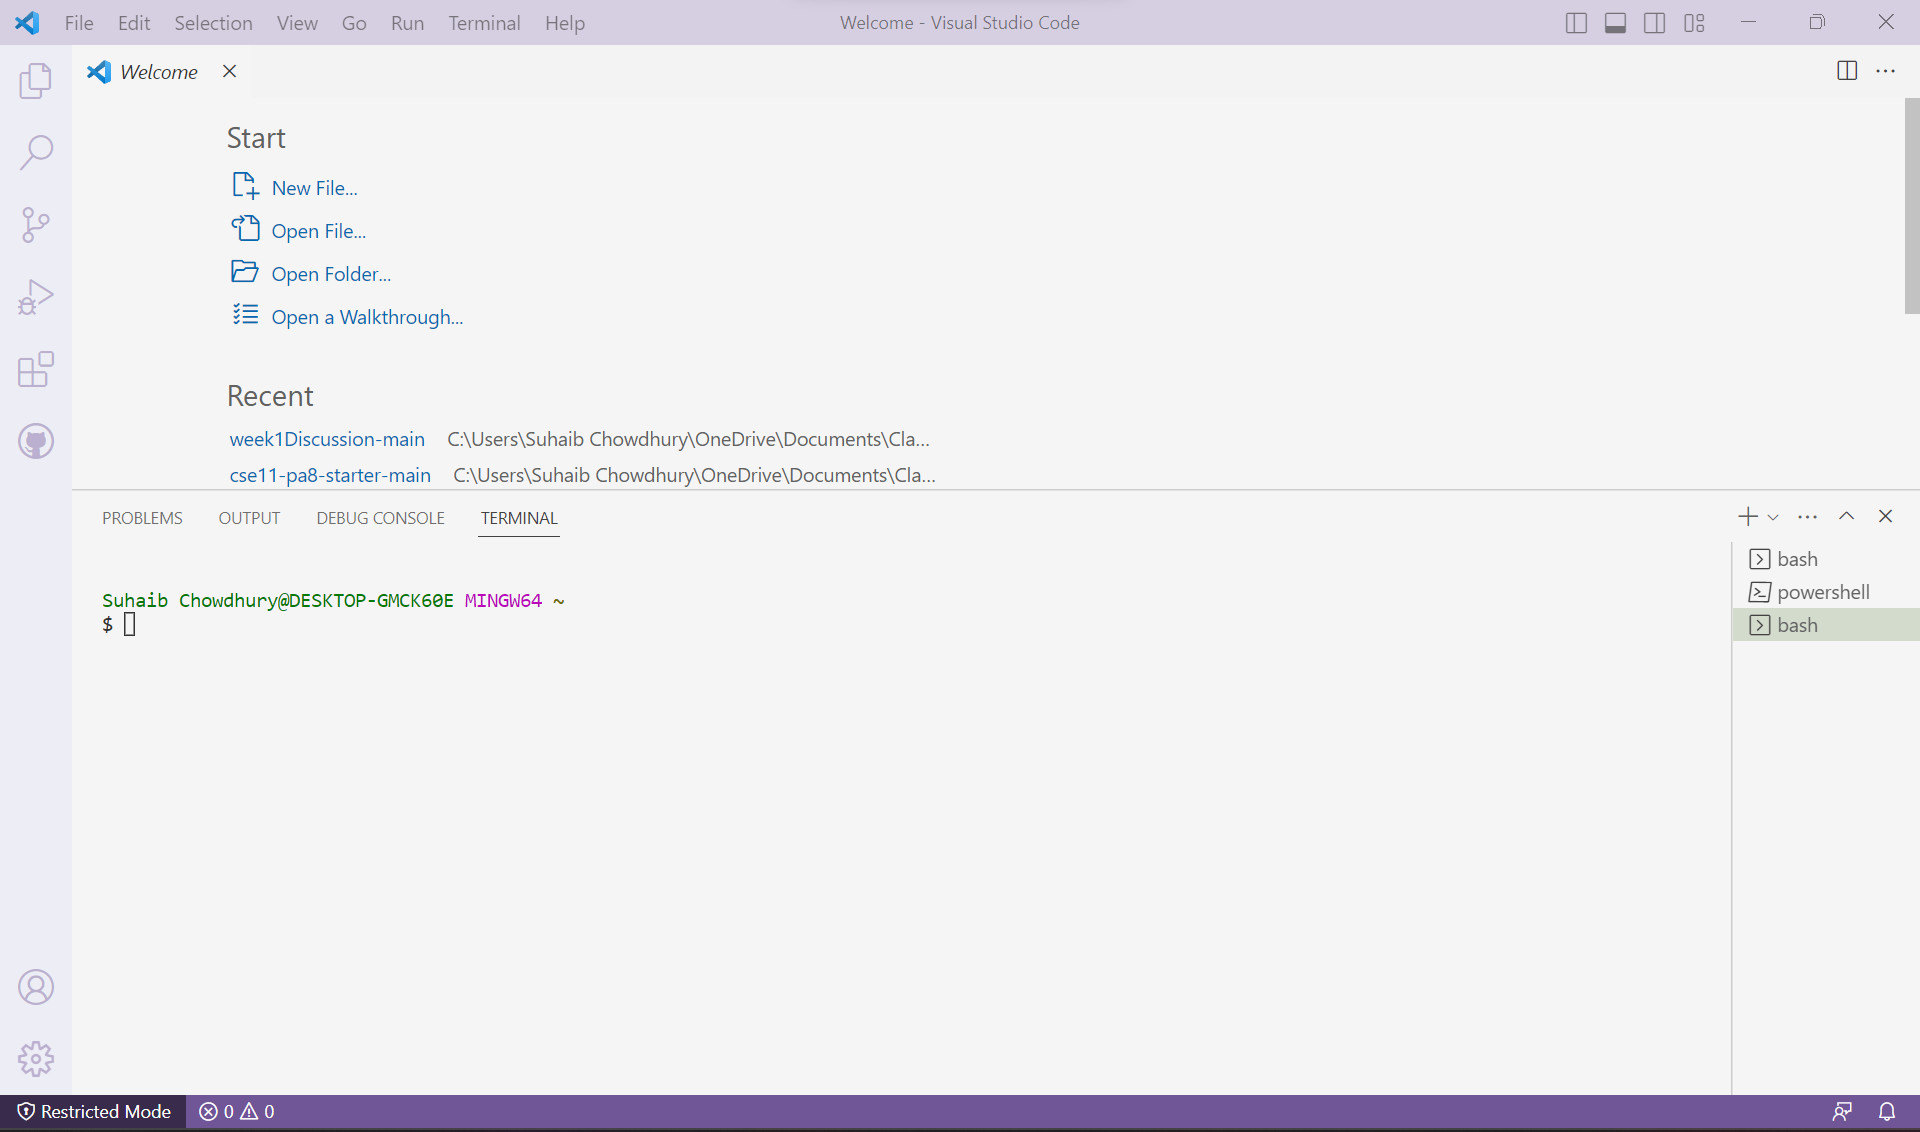 File Edit Selection View Go Run Terminal Help Welcome - Visual Studio Code
Welcome
Start
New File...
Open File...
Open Folder...
Open a Walkthrough...
Recent
week1Discussion-main C:\Users\Suhaib Chowdhury\OneDrive\Documents\Cla...
cse11-pa8-starter-main C:\Users\Suhaib Chowdhury\OneDrive\Documents\Cla...
PROBLEMS OUTPUT DEBUG CONSOLE TERMINAL
bash
powershell
bash
Suhaib Chowdhury@DESKTOP-GMCK60E MINGW64 ~
$
Restricted Mode 0 0